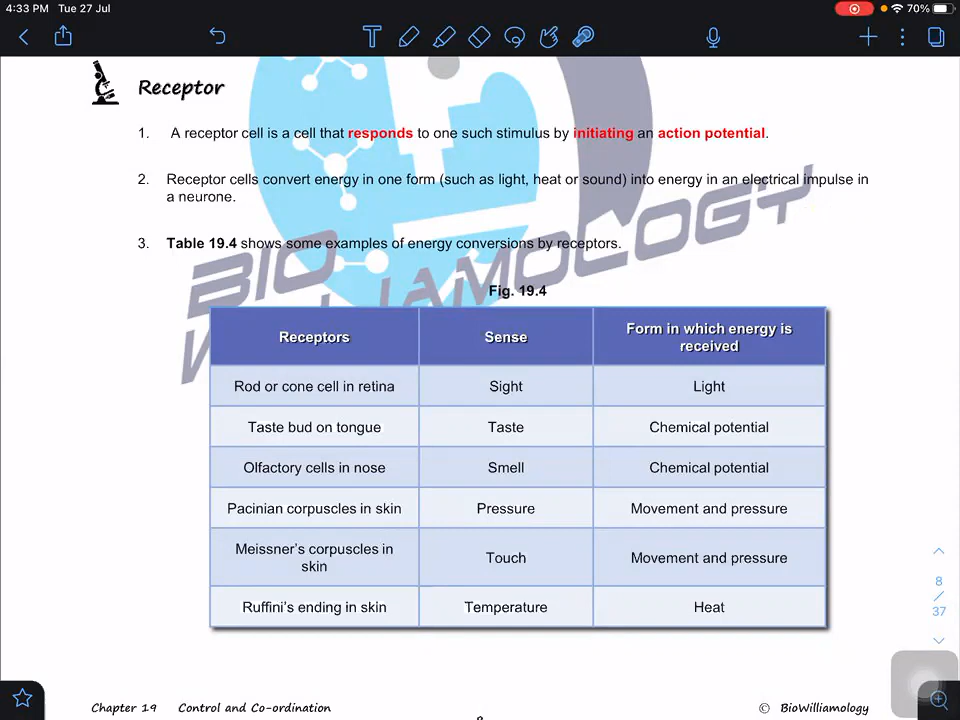 4:33 PM Tue 27 Jul
70%
Receptor
1. A receptor cell is a cell that responds to one such stimulus by initiating an action potential.
2. Receptor cells convert energy in one form (such as light, heat or sound) into energy in an electrical impulse in
a neurone.
3. Table 19.4 shows some examples of energy conversions by receptors.
BIO
WILLIAMOLOGY
Fig. 19.4
Receptors Sense Form in which energy is
received
Rod or cone cell in retina Sight Light
Taste bud on tongue Taste Chemical potential
Olfactory cells in nose Smell Chemical potential
Pacinian corpuscles in skin Pressure Movement and pressure
Meissner's corpuscles in
skin Touch Movement and pressure
Ruffini's ending in skin Temperature Heat
8
/
37
Chapter 19 Control and Co-ordination © BioWilliamology
8